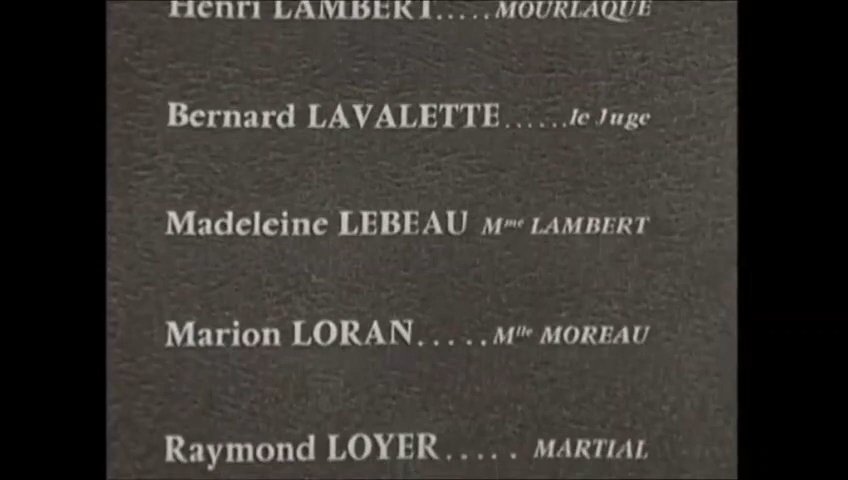 Henri LAMBERT.....MOURLAQUE
Bernard LAVALETTE......le Juge
Madeleine LEBEAU Mme LAMBERT
Marion LORAN.....Mlle MOREAU
Raymond LOYER..... MARTIAL